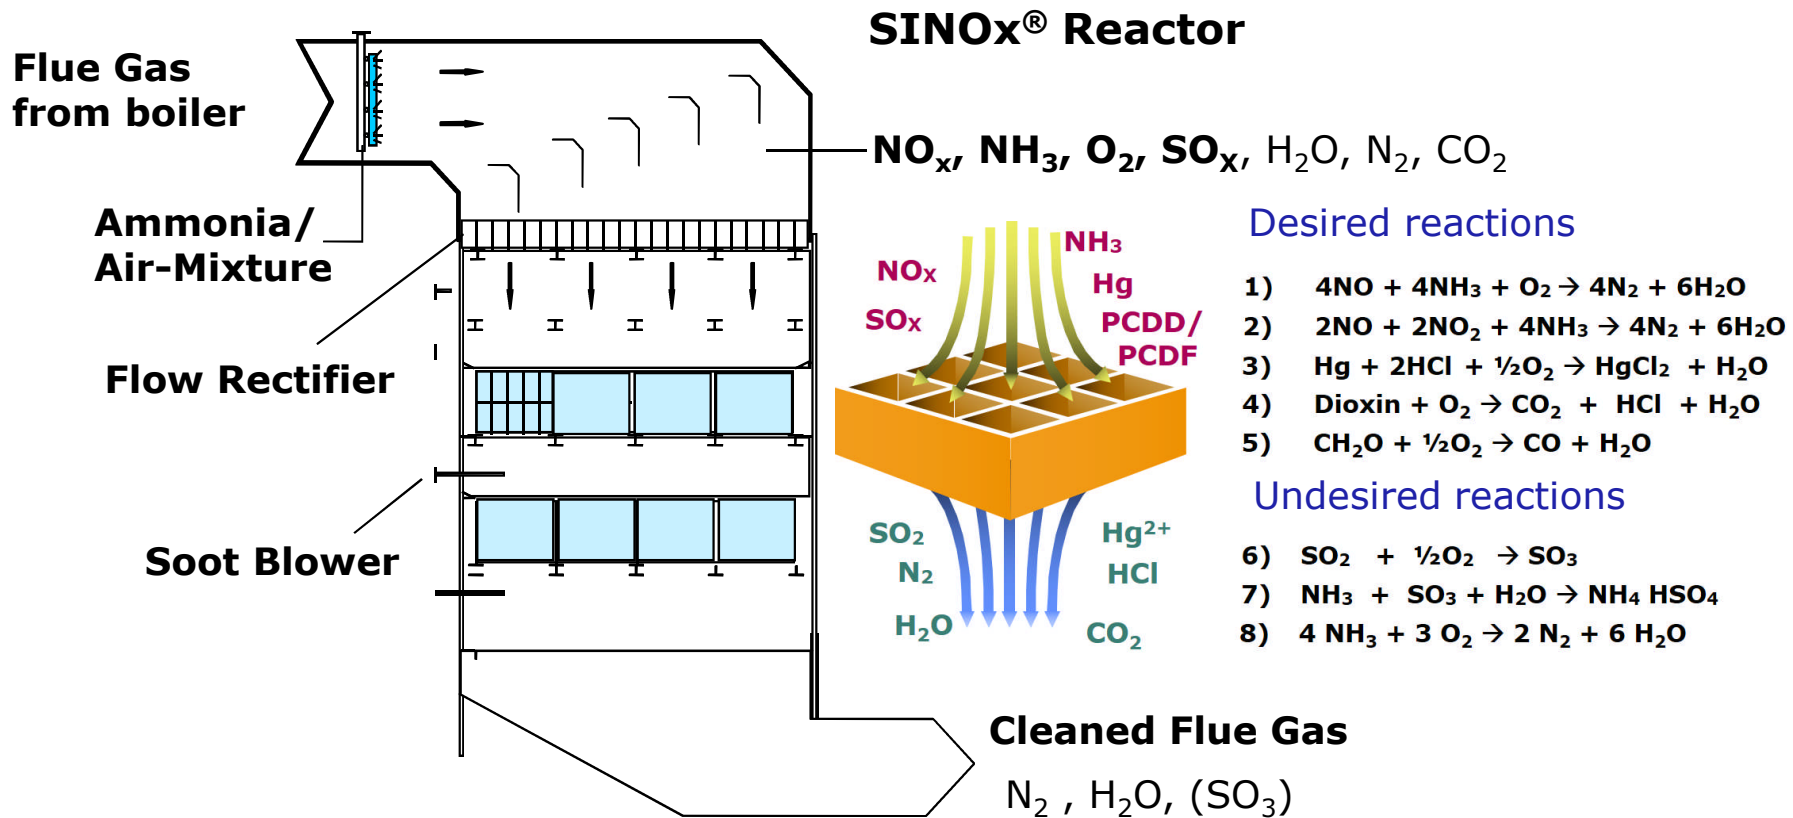 SINOx® Reactor
Flue Gas
from boiler
NOx, NH3, O2, SOX, H2O, N2, CO2
Ammonia/
Air-Mixture
Flow Rectifier
Soot Blower
NH3
NOX
Hg
SOX
PCDD/
PCDF
SO2
Hg2+
N2
HCl
H2O
CO2
Desired reactions
1) 4NO + 4NH3 + O2 → 4N2 + 6H2O
2) 2NO + 2NO2 + 4NH3 → 4N2 + 6H2O
3) Hg + 2HCl + ½O2 → HgCl2 + H2O
4) Dioxin + O2 → CO2 + HCl + H2O
5) CH2O + ½O2 → CO + H2O
Undesired reactions
6) SO2 + ½O2 → SO3
7) NH3 + SO3 + H2O → NH4 HSO4
8) 4 NH3 + 3 O2 → 2 N2 + 6 H2O
Cleaned Flue Gas
N2 , H2O, (SO3)